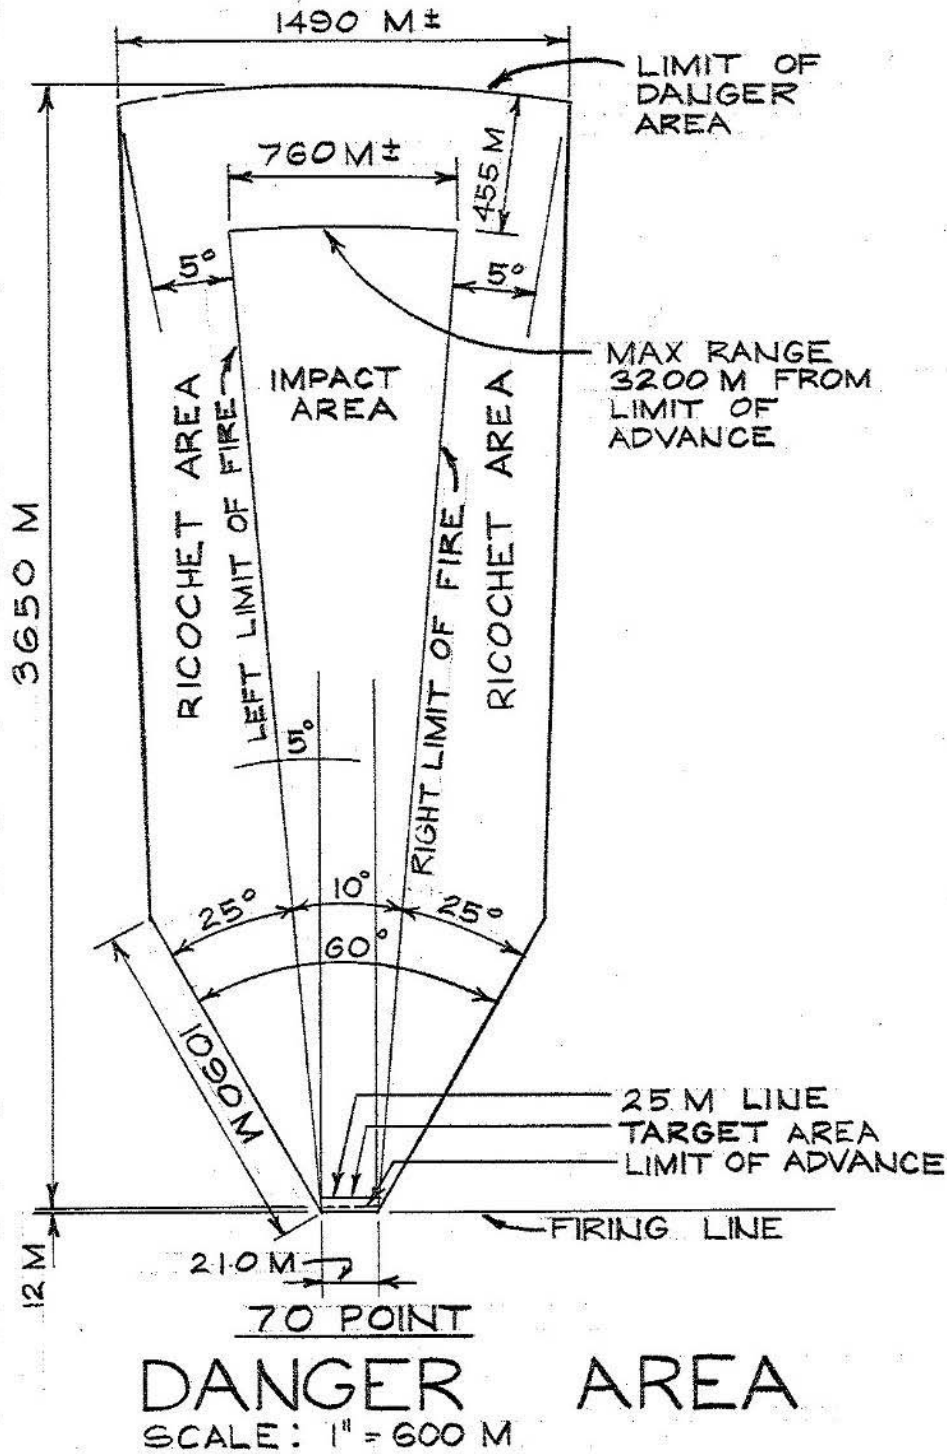 1490 M ±
LIMIT OF
DANGER
AREA
760 M ±
455 M
5°
5°
MAX RANGE
3200 M FROM
LIMIT OF
ADVANCE
IMPACT
AREA
RICOCHET AREA
LEFT LIMIT OF FIRE
RIGHT LIMIT OF FIRE
RICOCHET AREA
3650 M
5°
25°
10°
25°
60°
1090 M
25 M LINE
TARGET AREA
LIMIT OF ADVANCE
FIRING LINE
12 M
210 M
70 POINT
DANGER AREA
SCALE: 1" = 600 M